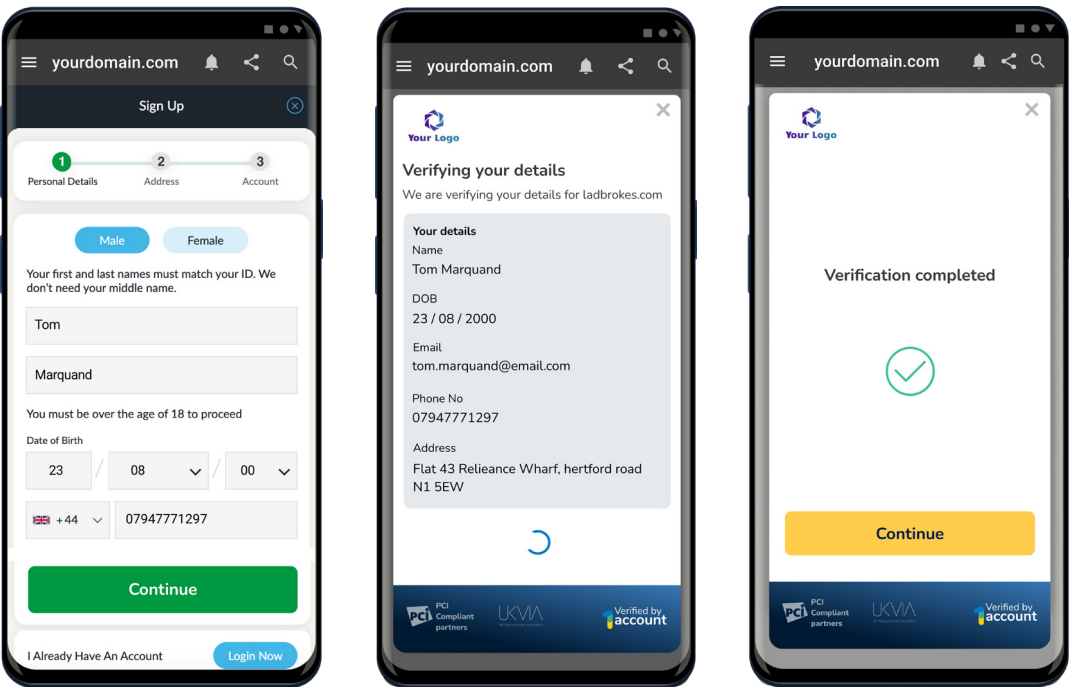 yourdomain.com
Sign Up
1
2
3
Personal Details
Address
Account
Male
Female
Your first and last names must match your ID. We
don't need your middle name.
Tom
Marquand
You must be over the age of 18 to proceed
Date of Birth
23 / 08 / 00
+44
07947771297
Continue
I Already Have An Account
Login Now
yourdomain.com
Your Logo
Verifying your details
We are verifying your details for ladbrokes.com
Your details
Name
Tom Marquand
DOB
23 / 08 / 2000
Email
tom.marquand@email.com
Phone No
07947771297
Address
Flat 43 Relieance Wharf, hertford road
N1 5EW
PCi
PCI
Compliant
partners
UKVIA
Verified by
1account
yourdomain.com
Your Logo
Verification completed
Continue
PCi
PCI
Compliant
partners
UKVIA
Verified by
1account